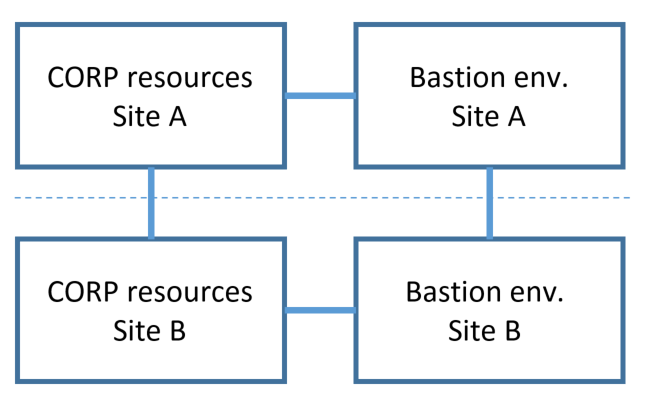 CORP resources
Site A
Bastion env.
Site A
CORP resources
Site B
Bastion env.
Site B